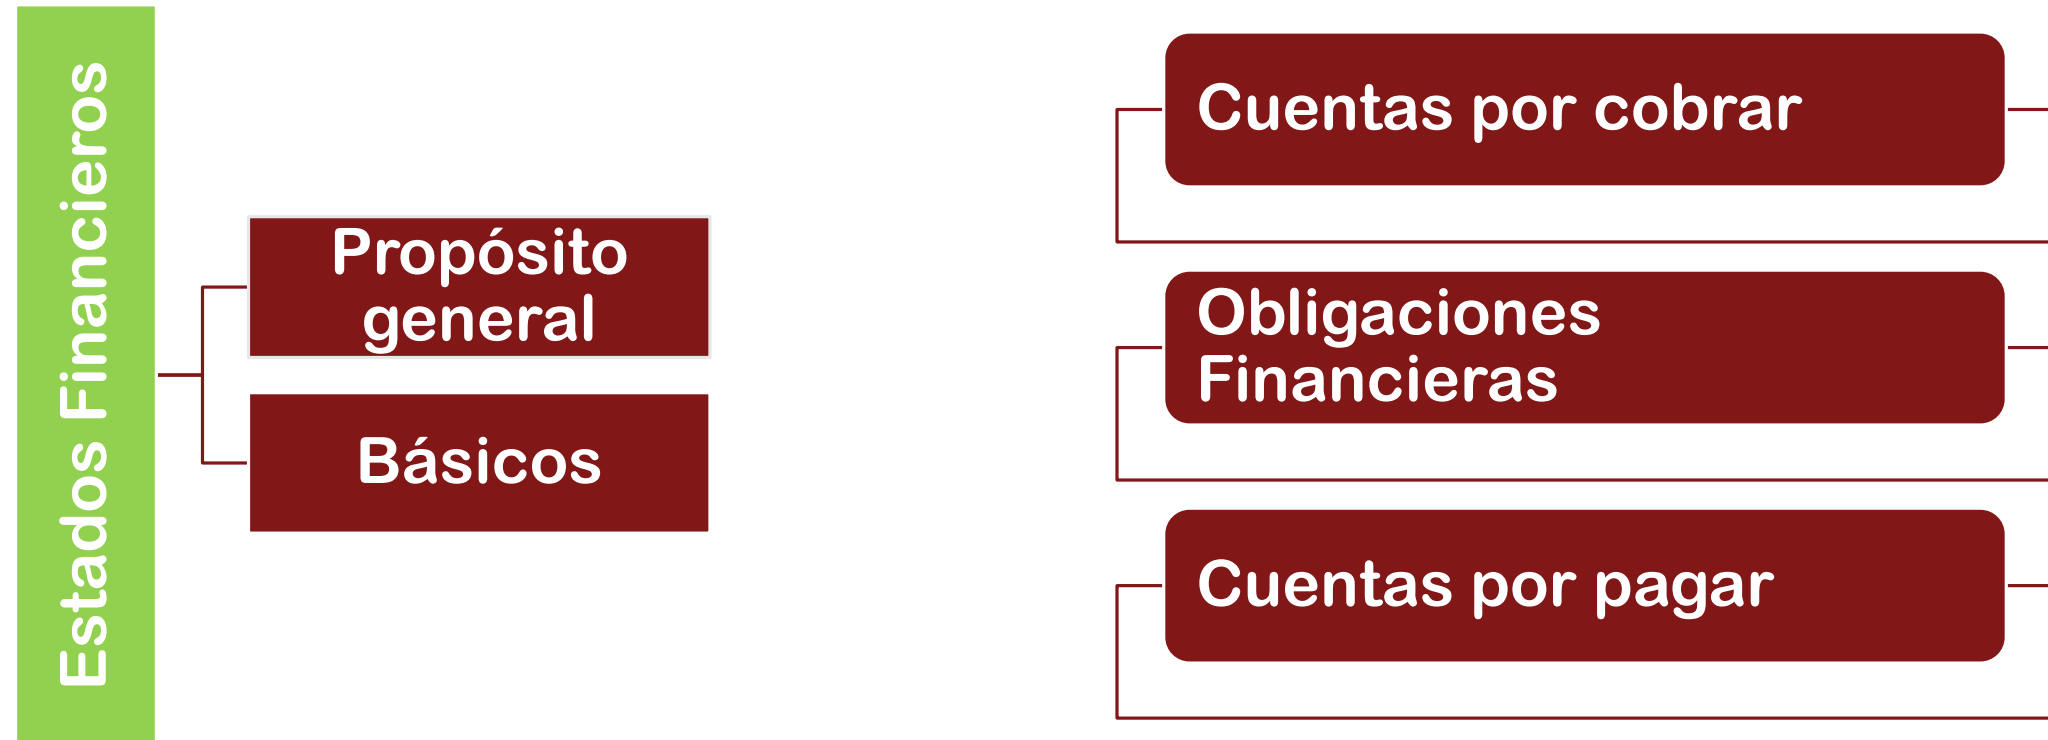 Estados Financieros
Propósito
general
Básicos
Cuentas por cobrar
Obligaciones
Financieras
Cuentas por pagar